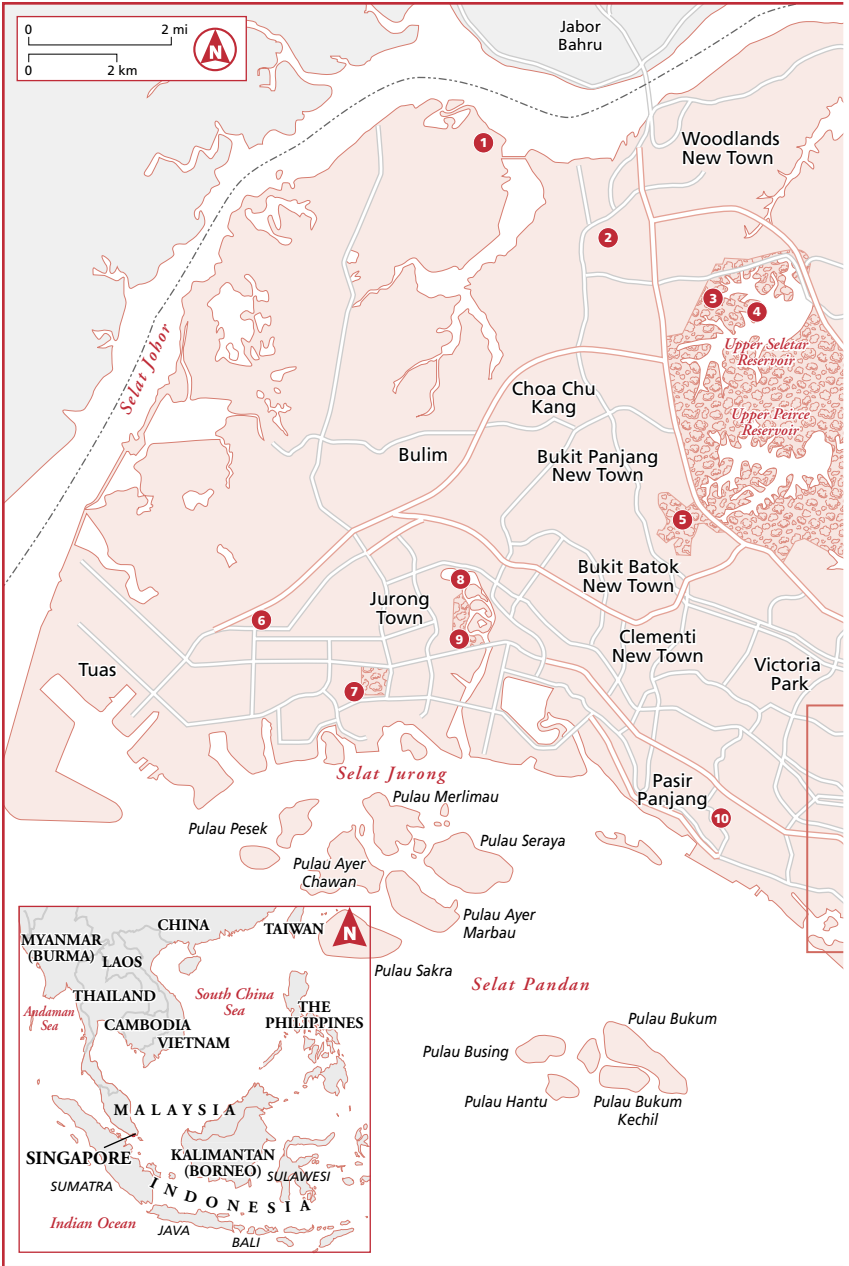 0 2 mi
0 2 km
N
Jabor
Bahru
Woodlands
New Town
1
2
3
4
Upper Seletar
Reservoir
Selat Johor
Choa Chu
Kang
Upper Peirce
Reservoir
Bulim
Bukit Panjang
New Town
5
Bukit Batok
New Town
8
Jurong
Town
6
9
Clementi
New Town
Tuas
Victoria
Park
7
Selat Jurong
Pasir
Panjang
10
Pulau Merlimau
Pulau Pesek
Pulau Seraya
Pulau Ayer
Chawan
Pulau Ayer
Marbau
Pulau Sakra
Selat Pandan
Pulau Bukum
Pulau Busing
Pulau Hantu
Pulau Bukum
Kechil
CHINA
TAIWAN
N
MYANMAR
(BURMA)
LAOS
THAILAND
South China
Sea
Andaman
Sea
THE
PHILIPPINES
CAMBODIA
VIETNAM
MALAYSIA
SINGAPORE
KALIMANTAN
(BORNEO)
SULAWESI
SUMATRA
INDONESIA
Indian Ocean
JAVA
BALI